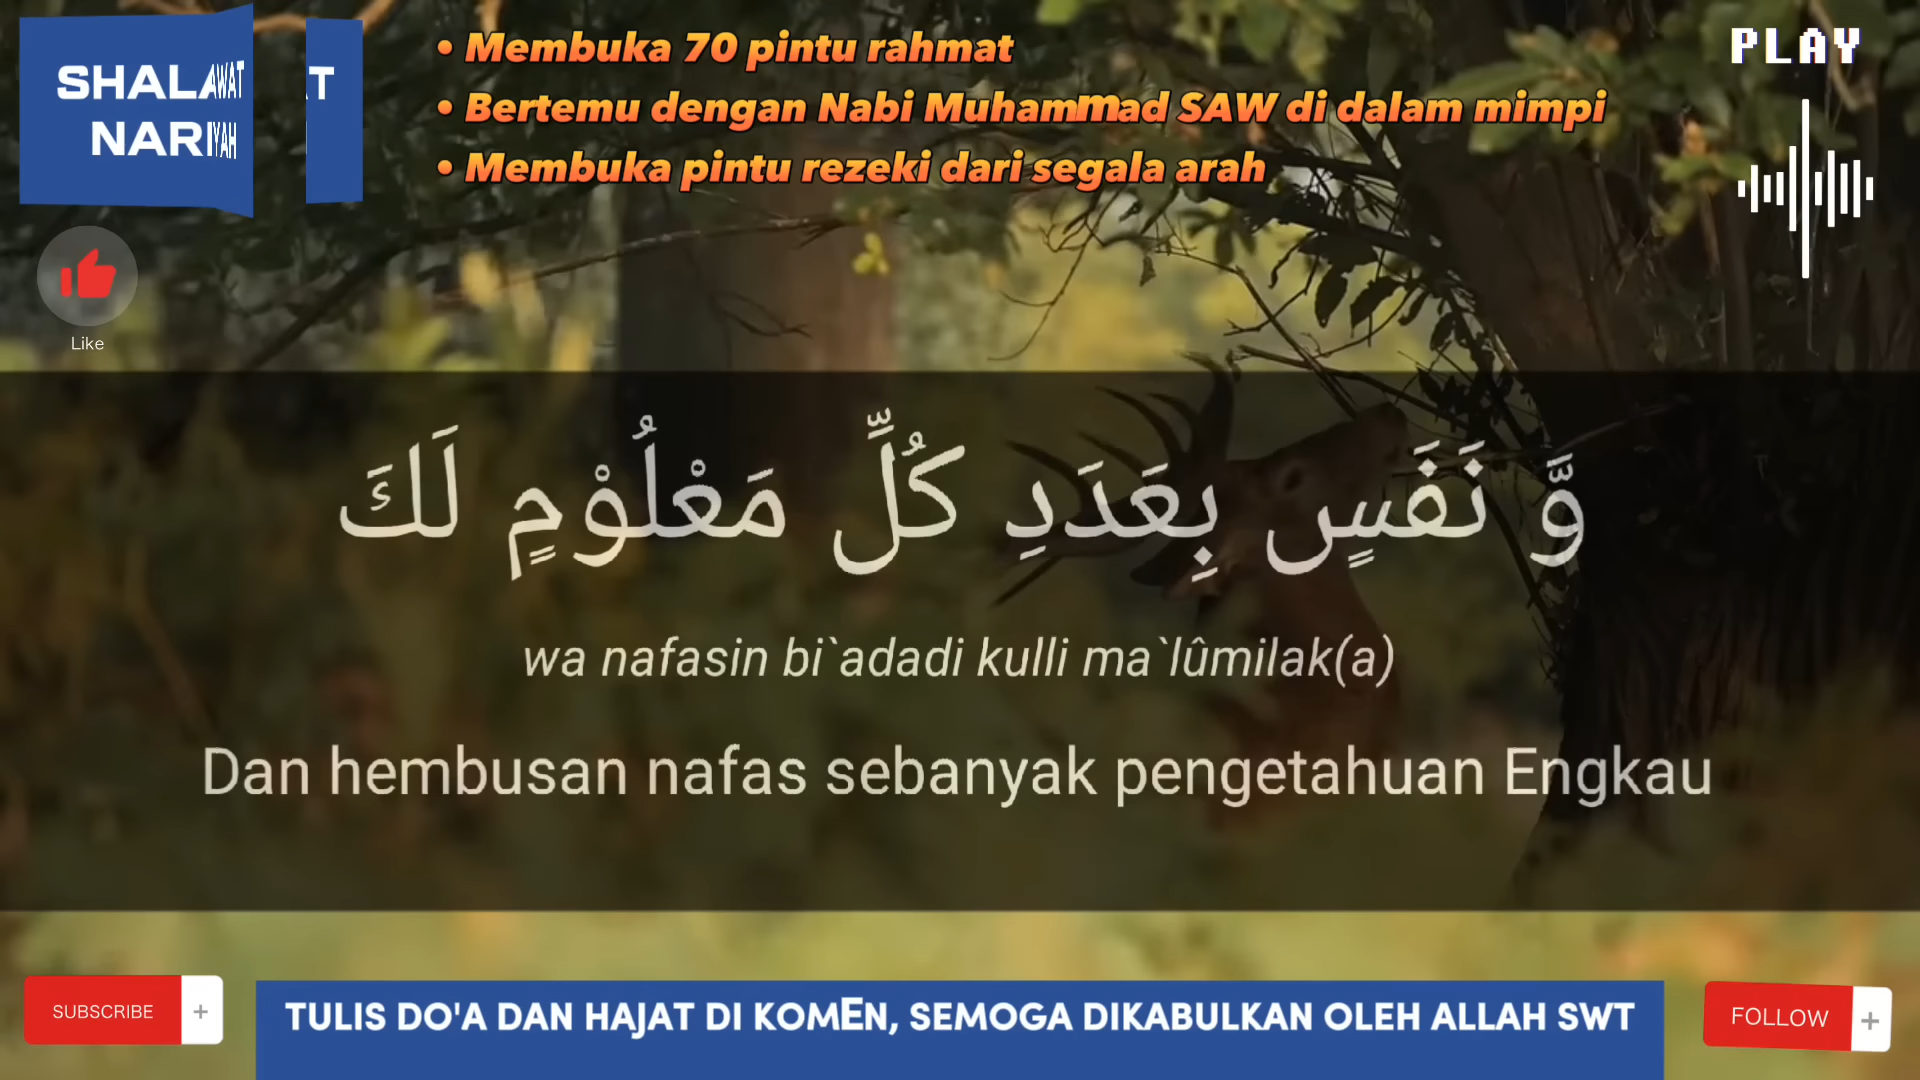 SHALAWAT
NARIYAH
T
• Membuka 70 pintu rahmat
• Bertemu dengan Nabi Muhammad SAW di dalam mimpi
• Membuka pintu rezeki dari segala arah
PLAY
Like
وَّ نَفَسٍ بِعَدَدِ كُلِّ مَعْلُوْمٍ لَكَ
wa nafasin bi`adadi kulli ma`lûmilak(a)
Dan hembusan nafas sebanyak pengetahuan Engkau
SUBSCRIBE +
TULIS DO'A DAN HAJAT DI KOMEN, SEMOGA DIKABULKAN OLEH ALLAH SWT
FOLLOW +